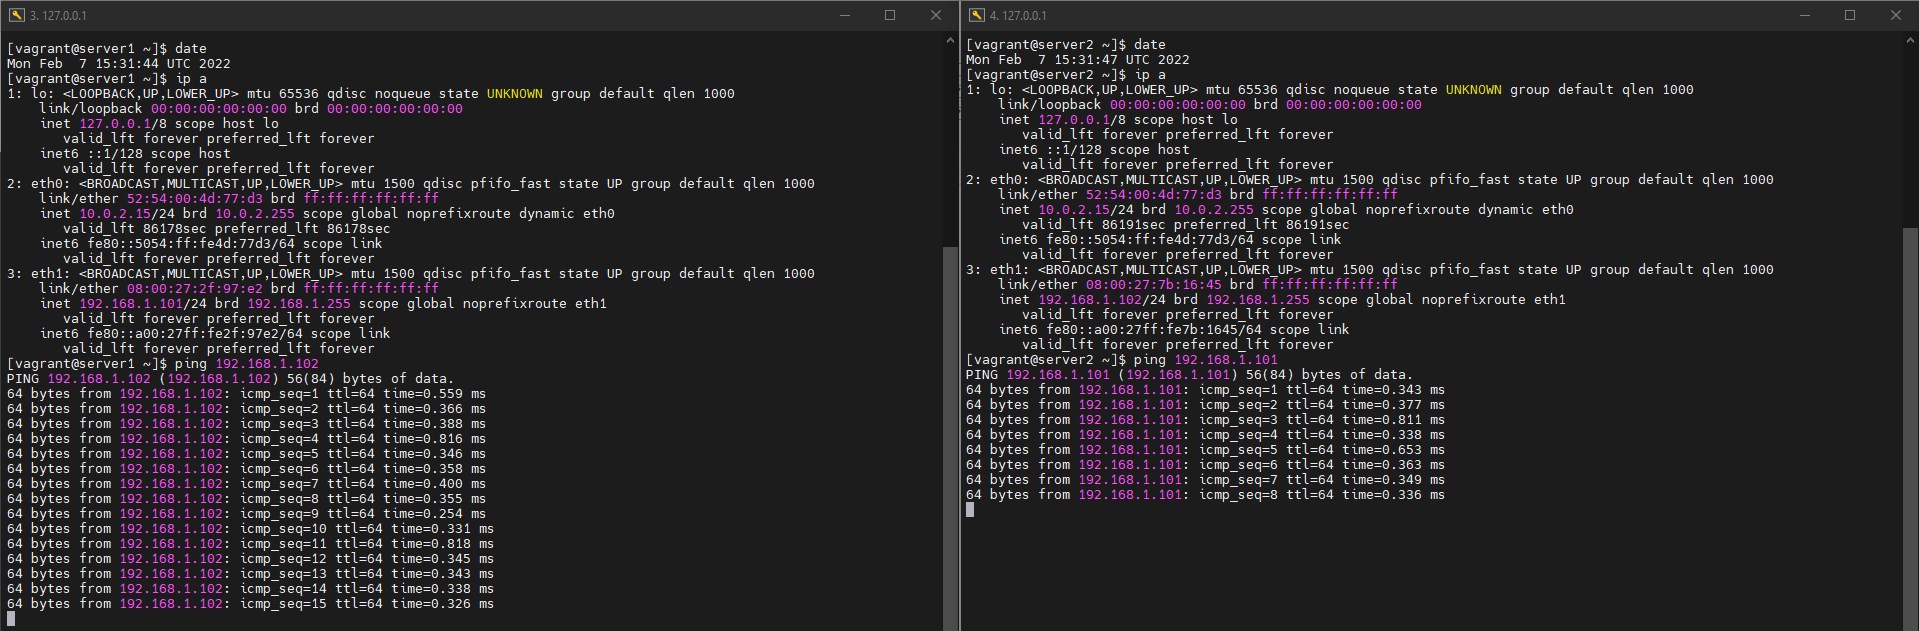 3. 127.0.0.1
[vagrant@server1 ~]$ date
Mon Feb  7 15:31:44 UTC 2022
[vagrant@server1 ~]$ ip a
1: lo: <LOOPBACK,UP,LOWER_UP> mtu 65536 qdisc noqueue state UNKNOWN group default qlen 1000
    link/loopback 00:00:00:00:00:00 brd 00:00:00:00:00:00
    inet 127.0.0.1/8 scope host lo
       valid_lft forever preferred_lft forever
    inet6 ::1/128 scope host
       valid_lft forever preferred_lft forever
2: eth0: <BROADCAST,MULTICAST,UP,LOWER_UP> mtu 1500 qdisc pfifo_fast state UP group default qlen 1000
    link/ether 52:54:00:4d:77:d3 brd ff:ff:ff:ff:ff:ff
    inet 10.0.2.15/24 brd 10.0.2.255 scope global noprefixroute dynamic eth0
       valid_lft 86178sec preferred_lft 86178sec
    inet6 fe80::5054:ff:fe4d:77d3/64 scope link
       valid_lft forever preferred_lft forever
3: eth1: <BROADCAST,MULTICAST,UP,LOWER_UP> mtu 1500 qdisc pfifo_fast state UP group default qlen 1000
    link/ether 08:00:27:2f:97:e2 brd ff:ff:ff:ff:ff:ff
    inet 192.168.1.101/24 brd 192.168.1.255 scope global noprefixroute eth1
       valid_lft forever preferred_lft forever
    inet6 fe80::a00:27ff:fe2f:97e2/64 scope link
       valid_lft forever preferred_lft forever
[vagrant@server1 ~]$ ping 192.168.1.102
PING 192.168.1.102 (192.168.1.102) 56(84) bytes of data.
64 bytes from 192.168.1.102: icmp_seq=1 ttl=64 time=0.559 ms
64 bytes from 192.168.1.102: icmp_seq=2 ttl=64 time=0.366 ms
64 bytes from 192.168.1.102: icmp_seq=3 ttl=64 time=0.388 ms
64 bytes from 192.168.1.102: icmp_seq=4 ttl=64 time=0.816 ms
64 bytes from 192.168.1.102: icmp_seq=5 ttl=64 time=0.346 ms
64 bytes from 192.168.1.102: icmp_seq=6 ttl=64 time=0.358 ms
64 bytes from 192.168.1.102: icmp_seq=7 ttl=64 time=0.400 ms
64 bytes from 192.168.1.102: icmp_seq=8 ttl=64 time=0.355 ms
64 bytes from 192.168.1.102: icmp_seq=9 ttl=64 time=0.254 ms
64 bytes from 192.168.1.102: icmp_seq=10 ttl=64 time=0.331 ms
64 bytes from 192.168.1.102: icmp_seq=11 ttl=64 time=0.818 ms
64 bytes from 192.168.1.102: icmp_seq=12 ttl=64 time=0.345 ms
64 bytes from 192.168.1.102: icmp_seq=13 ttl=64 time=0.343 ms
64 bytes from 192.168.1.102: icmp_seq=14 ttl=64 time=0.338 ms
64 bytes from 192.168.1.102: icmp_seq=15 ttl=64 time=0.326 ms
4. 127.0.0.1
[vagrant@server2 ~]$ date
Mon Feb  7 15:31:47 UTC 2022
[vagrant@server2 ~]$ ip a
1: lo: <LOOPBACK,UP,LOWER_UP> mtu 65536 qdisc noqueue state UNKNOWN group default qlen 1000
    link/loopback 00:00:00:00:00:00 brd 00:00:00:00:00:00
    inet 127.0.0.1/8 scope host lo
       valid_lft forever preferred_lft forever
    inet6 ::1/128 scope host
       valid_lft forever preferred_lft forever
2: eth0: <BROADCAST,MULTICAST,UP,LOWER_UP> mtu 1500 qdisc pfifo_fast state UP group default qlen 1000
    link/ether 52:54:00:4d:77:d3 brd ff:ff:ff:ff:ff:ff
    inet 10.0.2.15/24 brd 10.0.2.255 scope global noprefixroute dynamic eth0
       valid_lft 86191sec preferred_lft 86191sec
    inet6 fe80::5054:ff:fe4d:77d3/64 scope link
       valid_lft forever preferred_lft forever
3: eth1: <BROADCAST,MULTICAST,UP,LOWER_UP> mtu 1500 qdisc pfifo_fast state UP group default qlen 1000
    link/ether 08:00:27:7b:16:45 brd ff:ff:ff:ff:ff:ff
    inet 192.168.1.102/24 brd 192.168.1.255 scope global noprefixroute eth1
       valid_lft forever preferred_lft forever
    inet6 fe80::a00:27ff:fe7b:1645/64 scope link
       valid_lft forever preferred_lft forever
[vagrant@server2 ~]$ ping 192.168.1.101
PING 192.168.1.101 (192.168.1.101) 56(84) bytes of data.
64 bytes from 192.168.1.101: icmp_seq=1 ttl=64 time=0.343 ms
64 bytes from 192.168.1.101: icmp_seq=2 ttl=64 time=0.377 ms
64 bytes from 192.168.1.101: icmp_seq=3 ttl=64 time=0.811 ms
64 bytes from 192.168.1.101: icmp_seq=4 ttl=64 time=0.338 ms
64 bytes from 192.168.1.101: icmp_seq=5 ttl=64 time=0.653 ms
64 bytes from 192.168.1.101: icmp_seq=6 ttl=64 time=0.363 ms
64 bytes from 192.168.1.101: icmp_seq=7 ttl=64 time=0.349 ms
64 bytes from 192.168.1.101: icmp_seq=8 ttl=64 time=0.336 ms